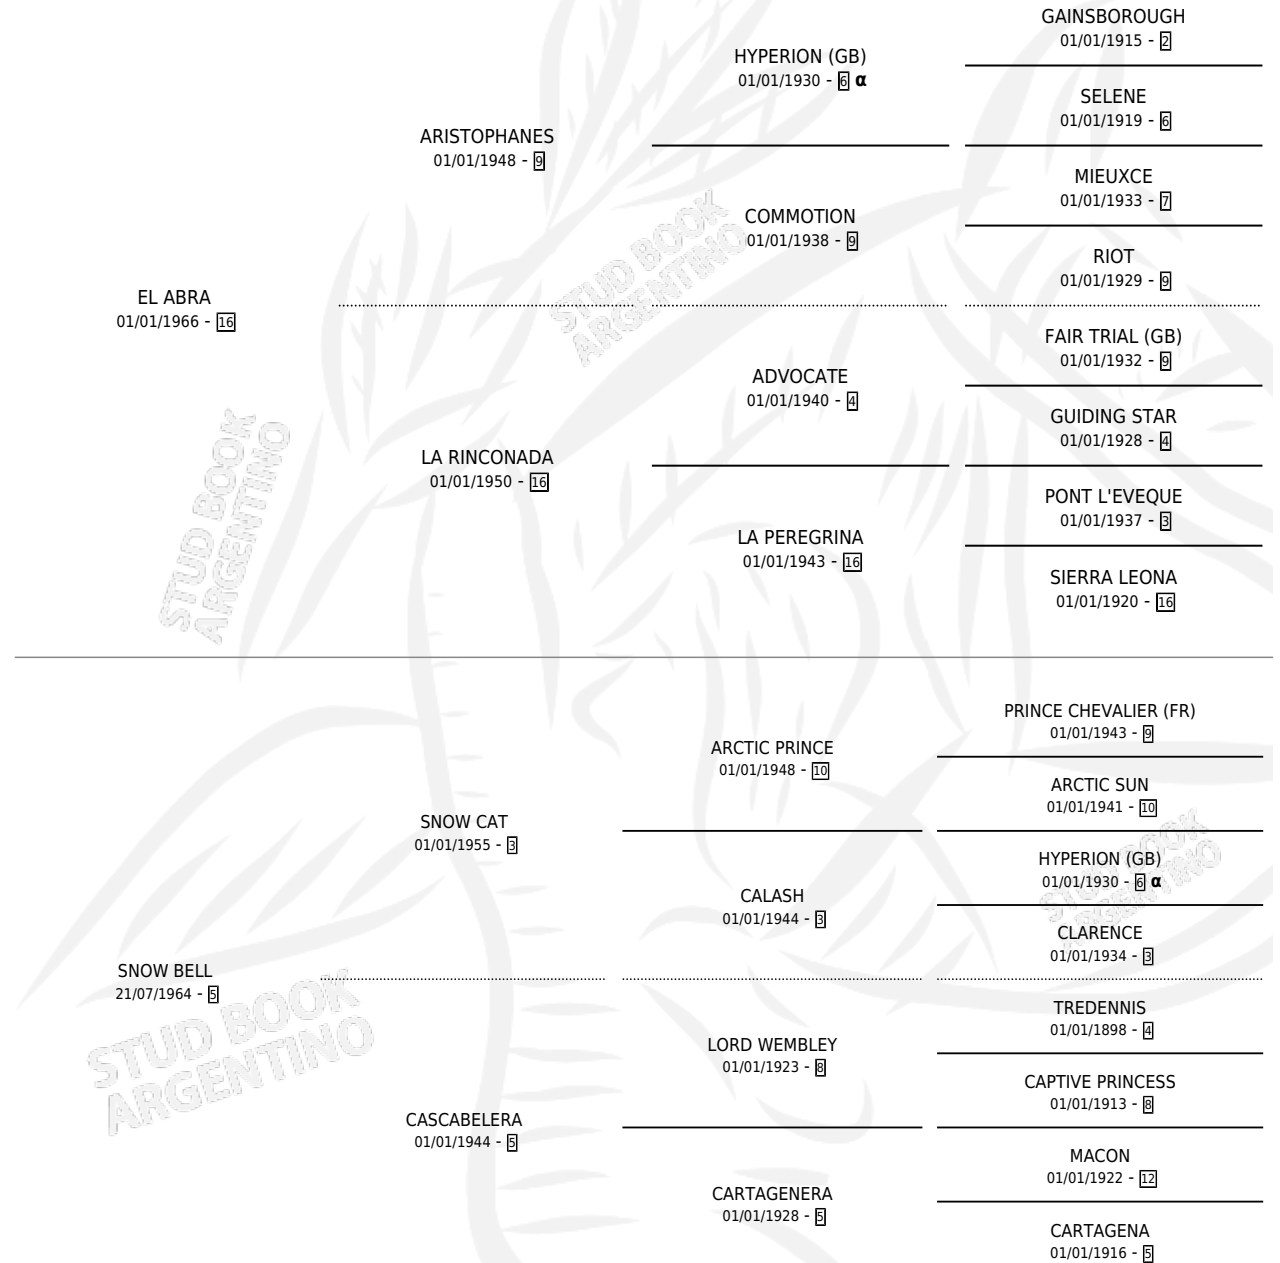 GAINSBOROUGH
01/01/1915 - 2
HYPERION (GB)
01/01/1930 - 6 α
SELENE
01/01/1919 - 6
ARISTOPHANES
01/01/1948 - 9
MIEUXCE
01/01/1933 - 7
COMMOTION
01/01/1938 - 9
RIOT
01/01/1929 - 9
EL ABRA
01/01/1966 - 16
FAIR TRIAL (GB)
01/01/1932 - 9
ADVOCATE
01/01/1940 - 4
GUIDING STAR
01/01/1928 - 4
LA RINCONADA
01/01/1950 - 16
PONT L'EVEQUE
01/01/1937 - 3
LA PEREGRINA
01/01/1943 - 16
SIERRA LEONA
01/01/1920 - 16
PRINCE CHEVALIER (FR)
01/01/1943 - 9
ARCTIC PRINCE
01/01/1948 - 10
ARCTIC SUN
01/01/1941 - 10
SNOW CAT
01/01/1955 - 3
HYPERION (GB)
01/01/1930 - 6 α
CALASH
01/01/1944 - 3
CLARENCE
01/01/1934 - 3
SNOW BELL
21/07/1964 - 5
TREDENNIS
01/01/1898 - 4
LORD WEMBLEY
01/01/1923 - 8
CAPTIVE PRINCESS
01/01/1913 - 8
CASCABELERA
01/01/1944 - 5
MACON
01/01/1922 - 12
CARTAGENERA
01/01/1928 - 5
CARTAGENA
01/01/1916 - 5
STUD BOOK
ARGENTINO
STUD BOOK
ARGENTINO
STUD BOOK
ARGENTINO
STUD BOOK
ARGENTINO